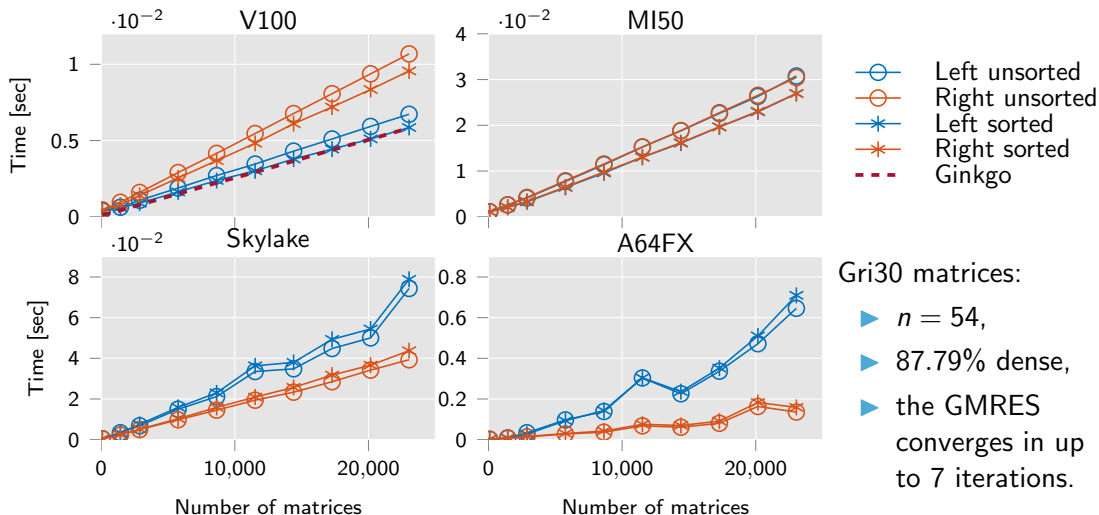 ·10⁻² V100
1
0.5
0
Time [sec]
·10⁻² MI50
4
3
2
1
0
Left unsorted
Right unsorted
Left sorted
Right sorted
Ginkgo
·10⁻² Skylake
8
6
4
2
0
Time [sec]
0 10,000 20,000
Number of matrices
A64FX
0.8
0.6
0.4
0.2
0
0 10,000 20,000
Number of matrices
Gri30 matrices:
n = 54,
87.79% dense,
the GMRES
converges in up
to 7 iterations.